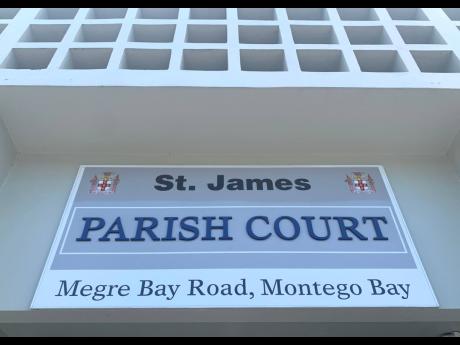 St. James
PARISH COURT
Megre Bay Road, Montego Bay